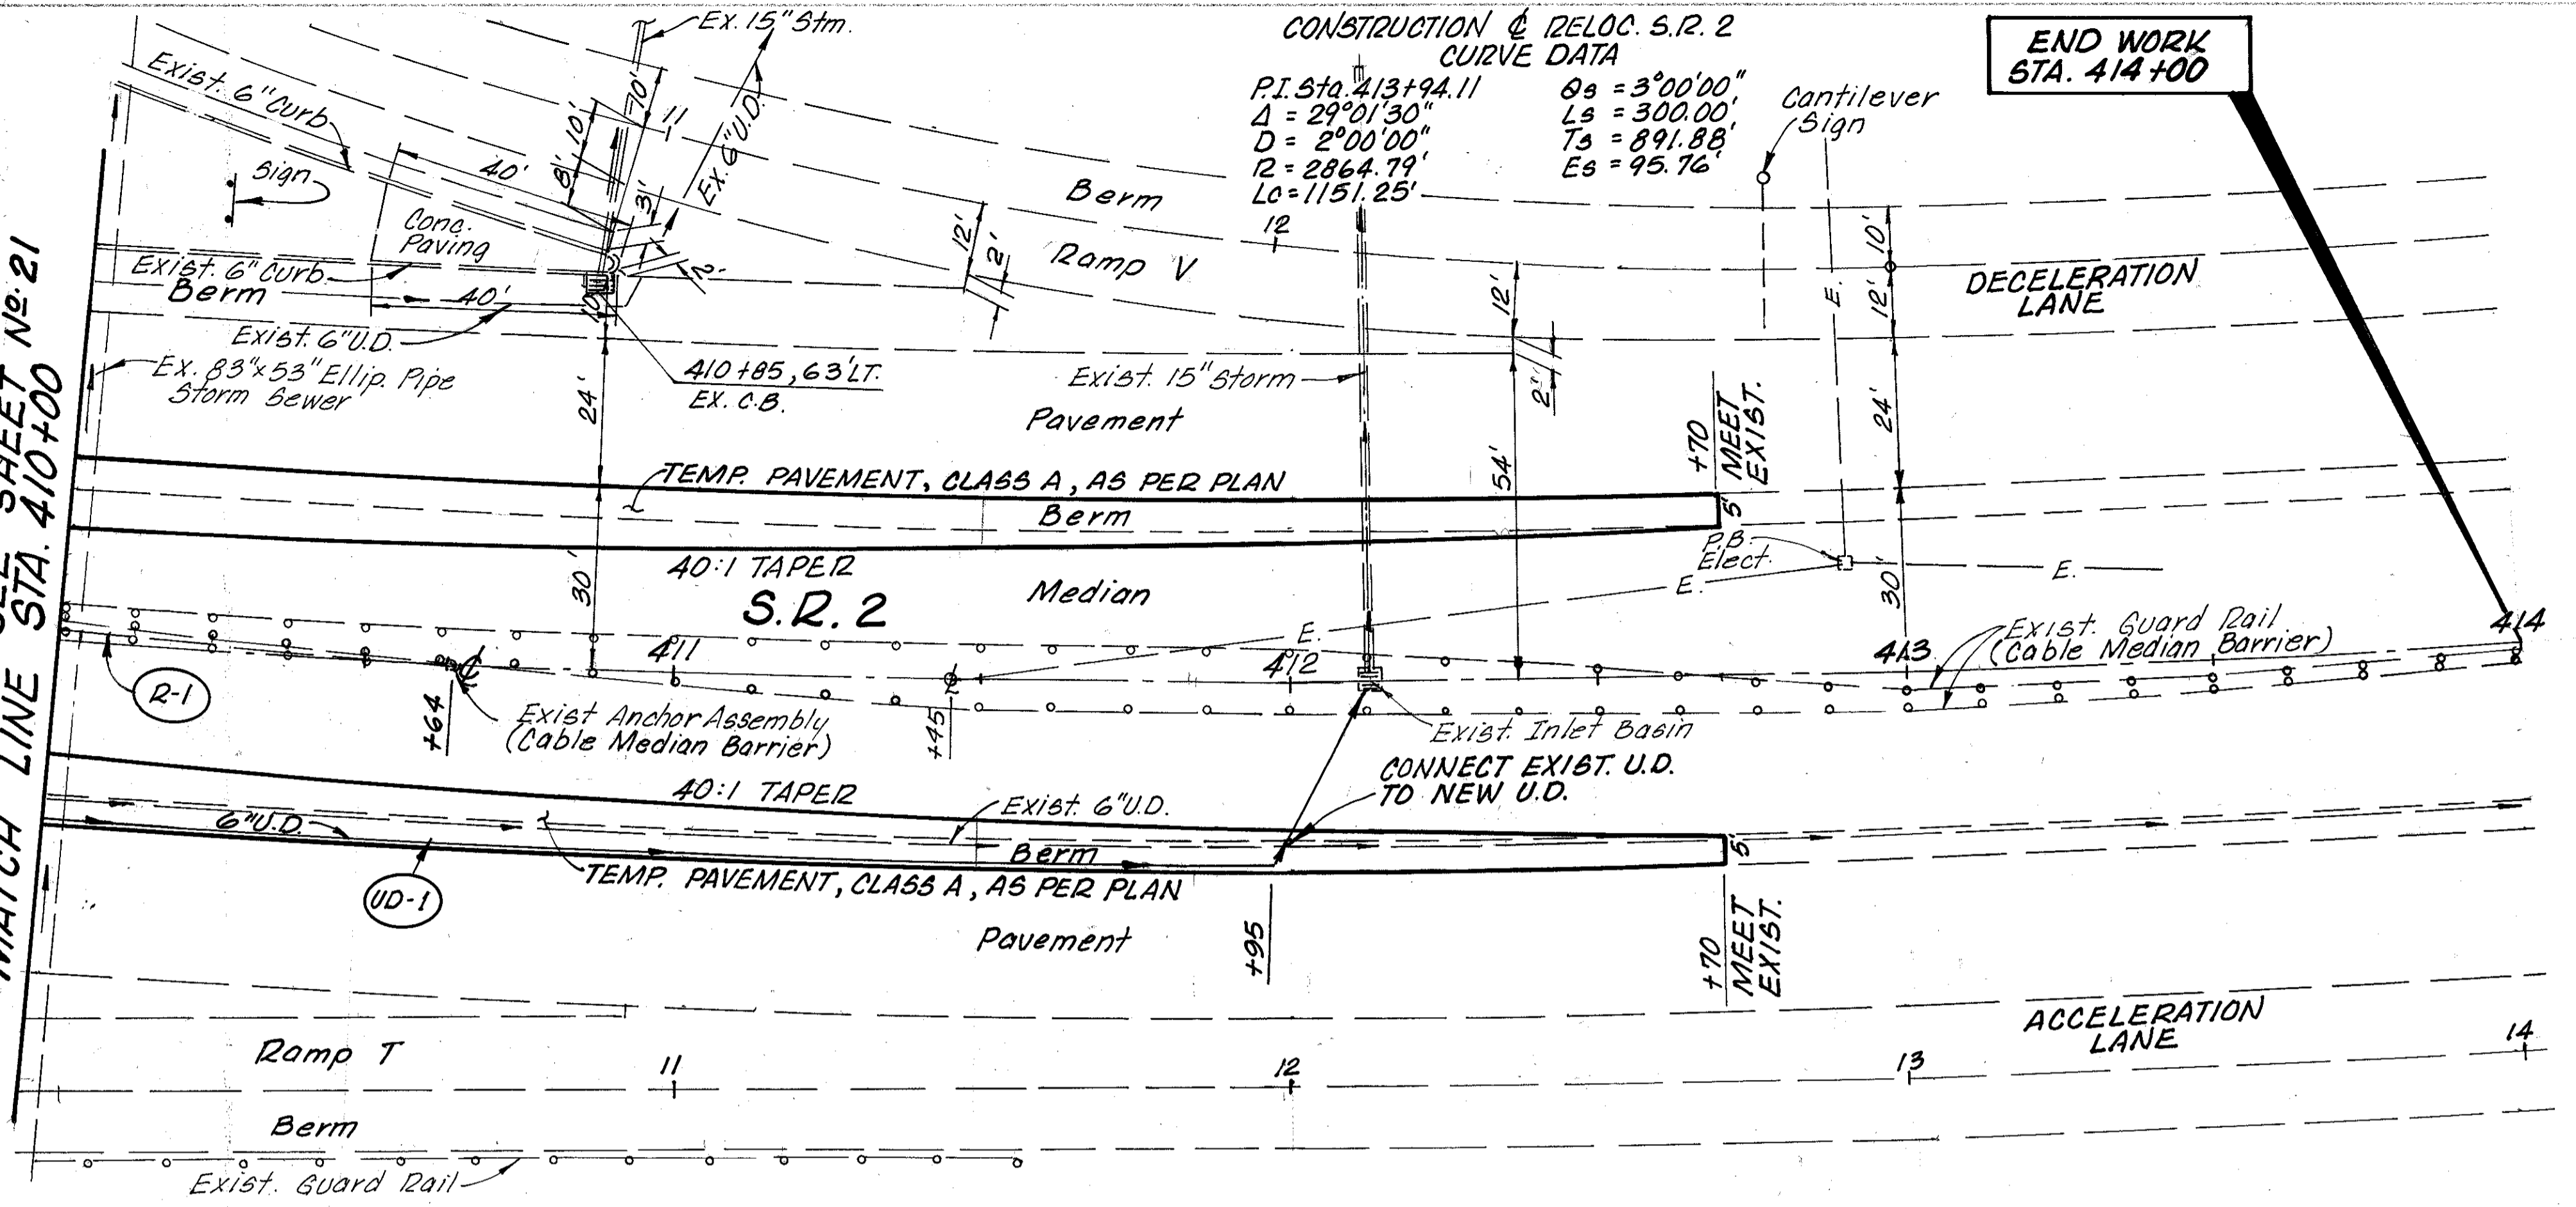 Ex. 15" Stm.
CONSTRUCTION ℄ RELOC. S.R. 2
CURVE DATA
P.I. Sta. 413+94.11
Δ = 29°01'30"
D = 2°00'00"
R = 2864.79'
Lc = 1151.25'
θs = 3°00'00"
Ls = 300.00'
Ts = 891.88'
Es = 95.76'
END WORK
STA. 414+00
Cantilever
Sign
Exist. 6" Curb
Sign
40'
8'
10'
70'
11
3'
Ex. 6" U.D.
Conc.
Paving
Exist. 6" Curb
Berm
40'
10'
2'
Exist. 6" U.D.
Ex. 83"x53" Ellip. Pipe
Storm Sewer
410+85, 63' LT.
EX. C.B.
24'
Berm
12
12'
2'
Ramp V
12'
2'
Exist. 15" Storm
Pavement
54'
10'
12'
E.
24'
DECELERATION
LANE
+70
MEET
EXIST.
5'
MATCH LINE SEE SHEET No. 21
STA. 410+00
TEMP. PAVEMENT, CLASS A, AS PER PLAN
Berm
40:1 TAPER
30'
S.R. 2
Median
P.B.
Elect.
E.
E.
E.
30'
411
412
413
414
Exist. Guard Rail
(Cable Median Barrier)
R-1
+64
Exist Anchor Assembly
(Cable Median Barrier)
+45
Exist. Inlet Basin
CONNECT EXIST. U.D.
TO NEW U.D.
40:1 TAPER
Exist. 6" U.D.
6" U.D.
Berm
5'
UD-1
TEMP. PAVEMENT, CLASS A, AS PER PLAN
Pavement
+95
+70
MEET
EXIST.
ACCELERATION
LANE
Ramp T
11
12
13
14
Berm
Exist. Guard Rail